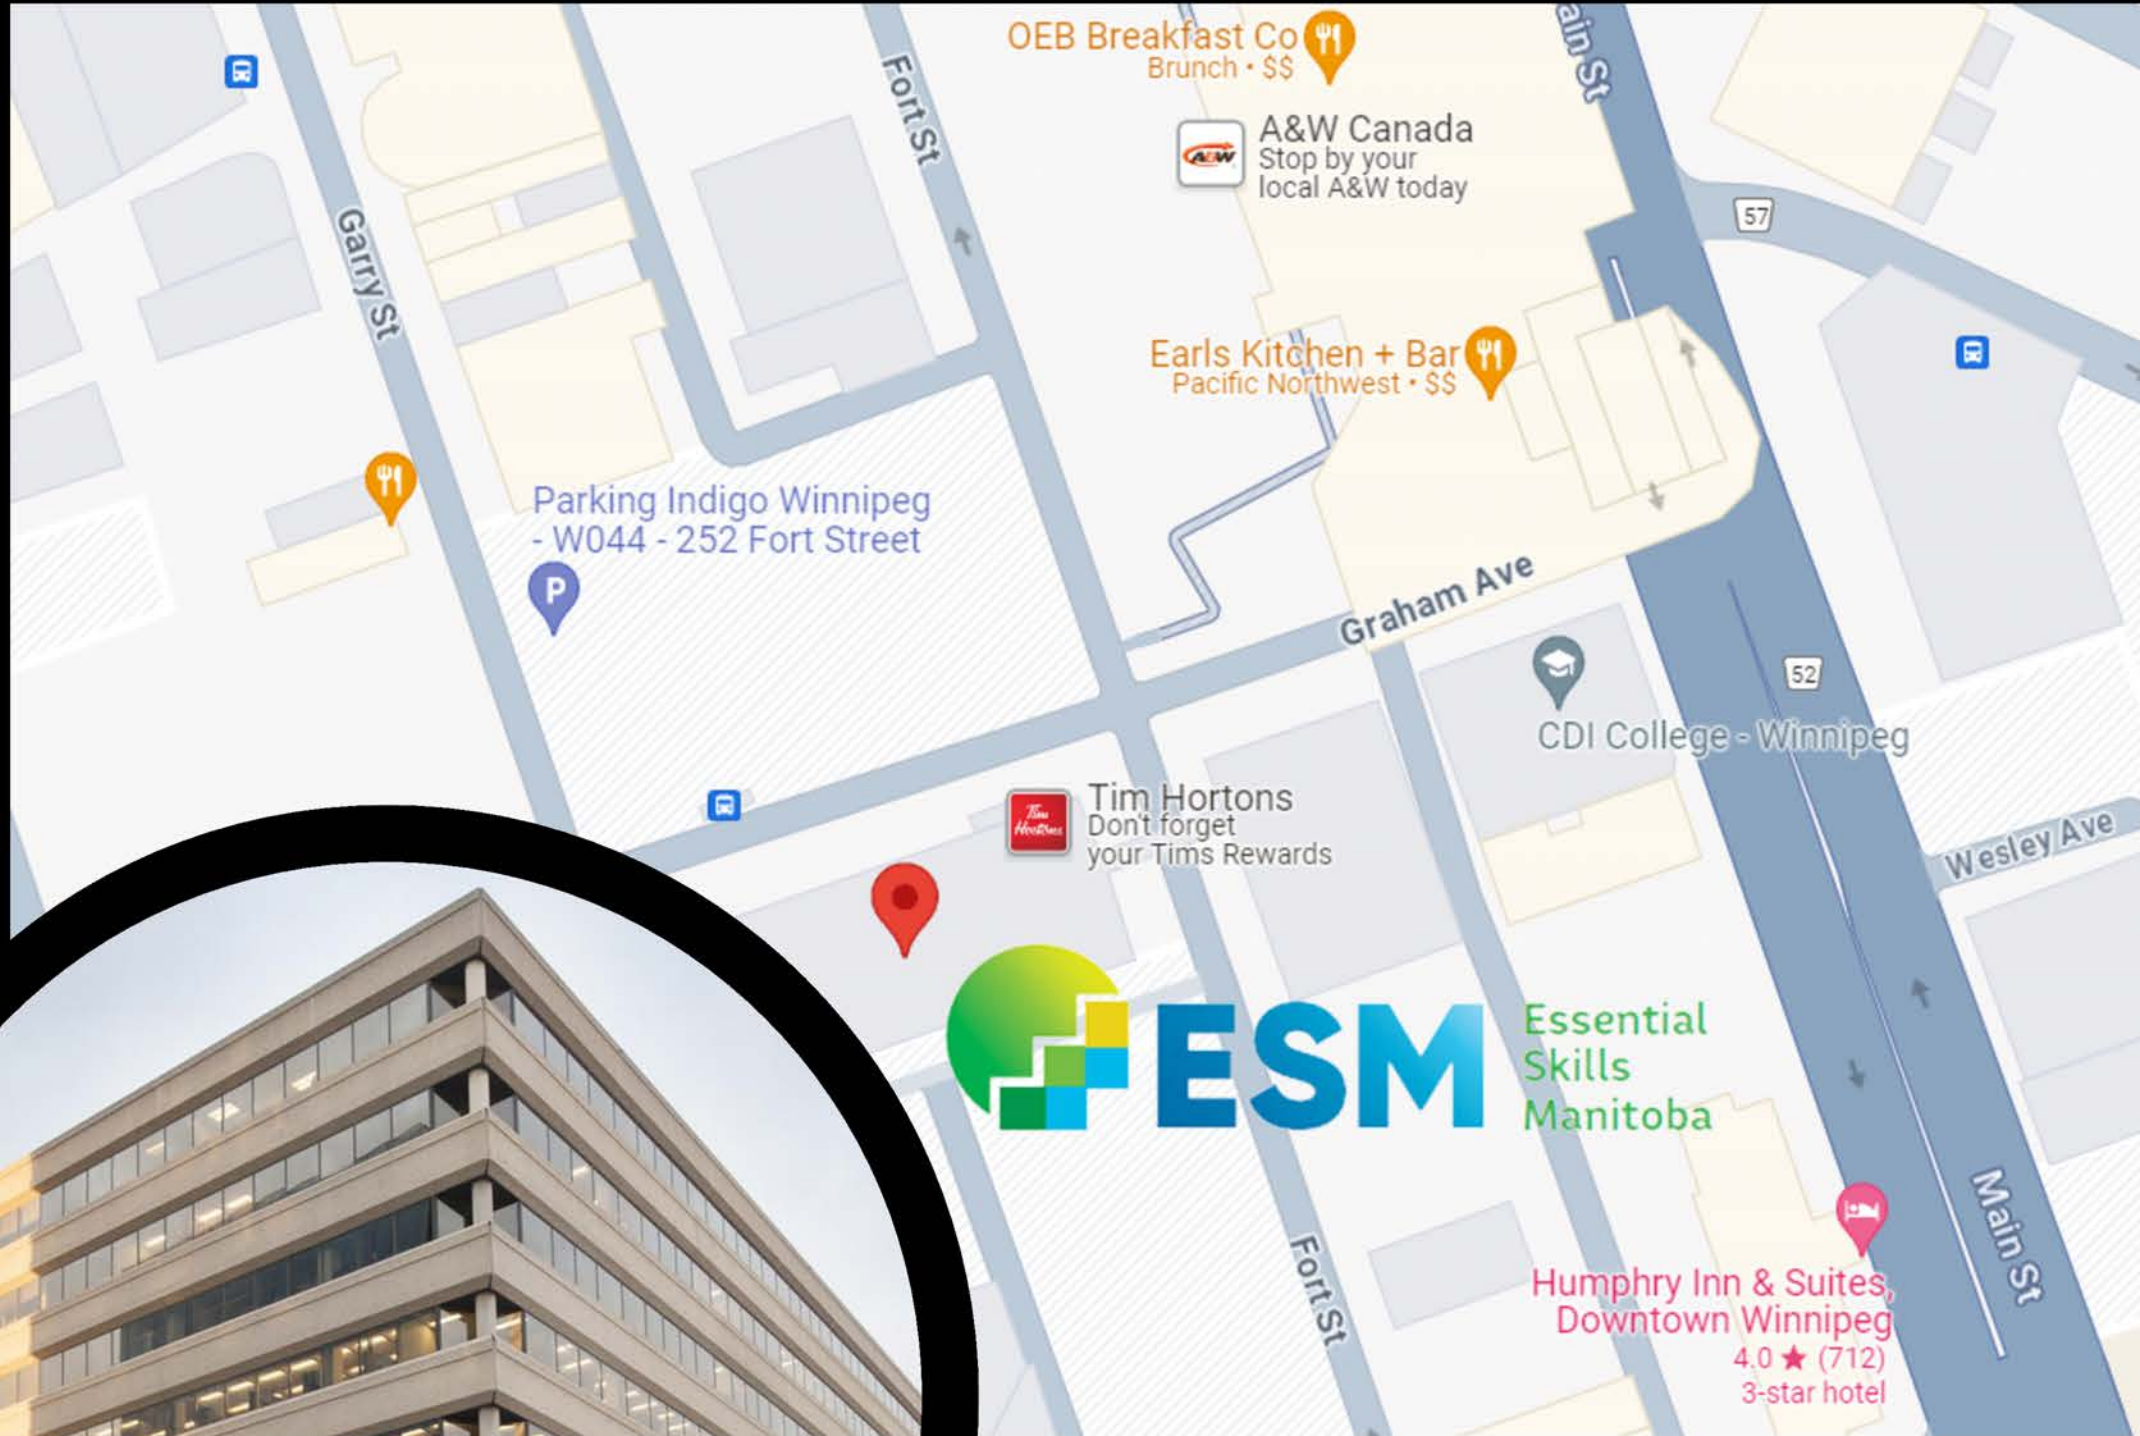 OEB Breakfast Co
Brunch • $$
ain St
Fort St
A&W Canada
Stop by your
local A&W today
A&W
57
Garry St
Earls Kitchen + Bar
Pacific Northwest • $$
Parking Indigo Winnipeg
- W044 - 252 Fort Street
P
Graham Ave
52
CDI College - Winnipeg
Tim Hortons
Don't forget
your Tims Rewards
Tim
Hortons
Wesley Ave
ESM
Essential
Skills
Manitoba
Main St
Fort St
Humphry Inn & Suites,
Downtown Winnipeg
4.0 ★ (712)
3-star hotel